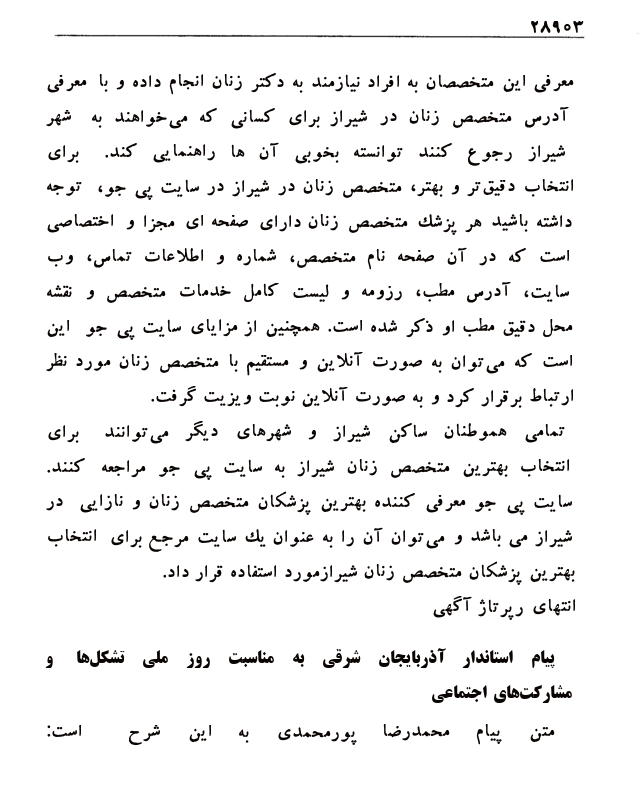 ۲۸۹۰۳
معرفی این متخصصان به افراد نیازمند به دکتر زنان انجام داده و با معرفی
آدرس متخصص زنان در شیراز برای کسانی که می‌خواهند به شهر
شیراز رجوع کنند توانسته بخوبی آن ها راهنمایی کند. برای
انتخاب دقیق‌تر و بهتر، متخصص زنان در شیراز در سایت پی جو، توجه
داشته باشید هر پزشك متخصص زنان دارای صفحه ای مجزا و اختصاصی
است که در آن صفحه نام متخصص، شماره و اطلاعات تماس، وب
سایت، آدرس مطب، رزومه و لیست کامل خدمات متخصص و نقشه
محل دقیق مطب او ذکر شده است. همچنین از مزایای سایت پی جو این
است که می‌توان به صورت آنلاین و مستقیم با متخصص زنان مورد نظر
ارتباط برقرار کرد و به صورت آنلاین نوبت ویزیت گرفت.
تمامی هموطنان ساکن شیراز و شهرهای دیگر می‌توانند برای
انتخاب بهترین متخصص زنان شیراز به سایت پی جو مراجعه کنند.
سایت پی جو معرفی کننده بهترین پزشکان متخصص زنان و نازایی در
شیراز می باشد و می‌توان آن را به عنوان یك سایت مرجع برای انتخاب
بهترین پزشکان متخصص زنان شیرازمورد استفاده قرار داد.
انتهای رپرتاژ آگهی
پیام استاندار آذربایجان شرقی به مناسبت روز ملی تشکل‌ها و
مشارکت‌های اجتماعی
متن پیام محمدرضا پورمحمدی به این شرح است: